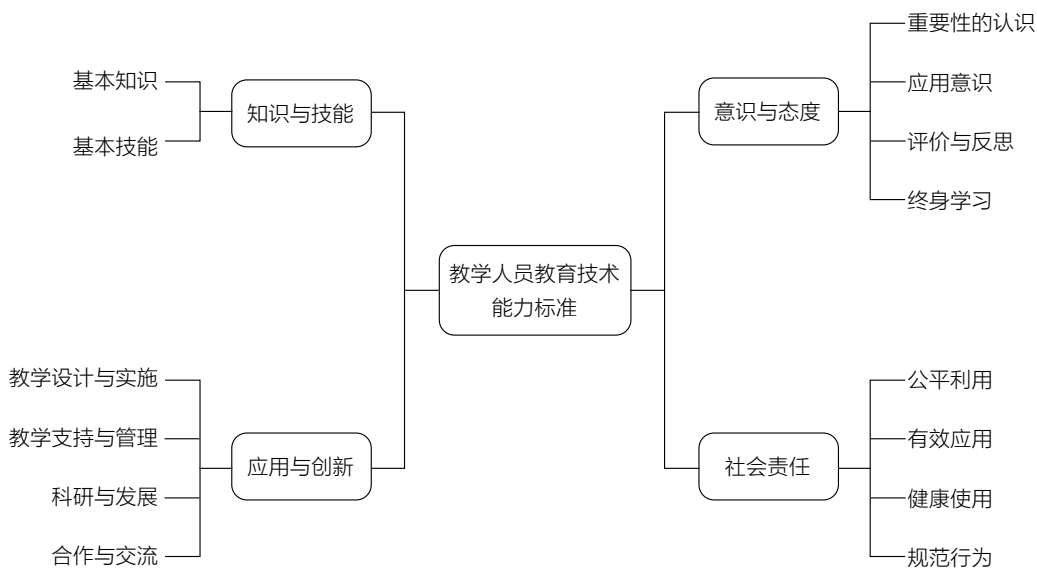 重要性的认识
应用意识
评价与反思
终身学习
意识与态度
基本知识
基本技能
知识与技能
教学人员教育技术
能力标准
教学设计与实施
教学支持与管理
科研与发展
合作与交流
应用与创新
社会责任
公平利用
有效应用
健康使用
规范行为